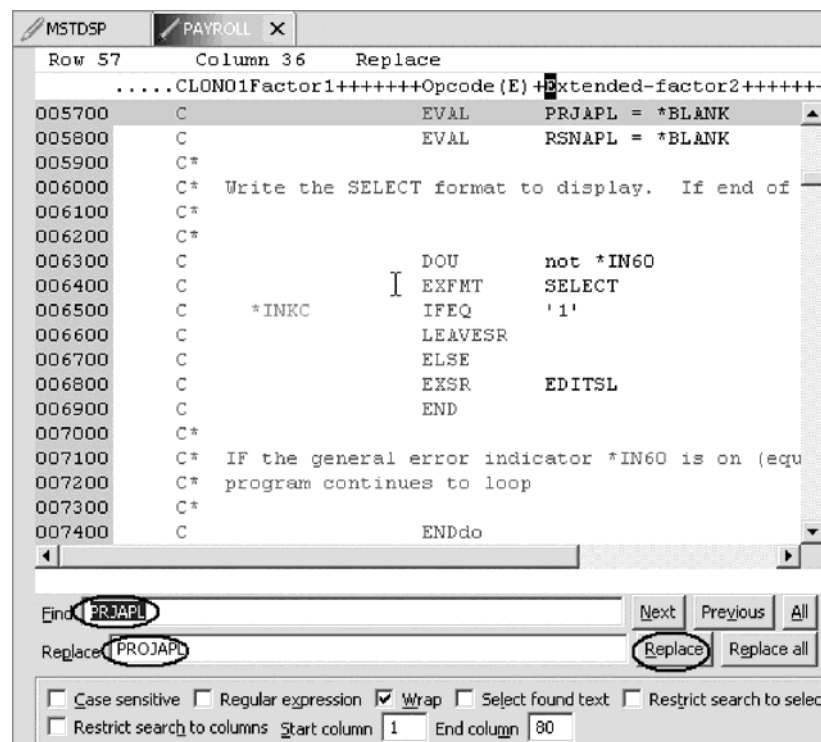 MSTDSP PAYROLL X
Row 57 Column 36 Replace
.....CL0N01Factor1+++++++Opcode(E)+Extended-factor2++++++
005700 C EVAL PRJAPL = *BLANK
005800 C EVAL RSNAPL = *BLANK
005900 C*
006000 C* Write the SELECT format to display. If end of
006100 C*
006200 C*
006300 C DOU not *IN60
006400 C EXFMT SELECT
006500 C *INKC IFEQ '1'
006600 C LEAVESR
006700 C ELSE
006800 C EXSR EDITSL
006900 C END
007000 C*
007100 C* IF the general error indicator *IN60 is on (equ
007200 C* program continues to loop
007300 C*
007400 C ENDdo
Find PRJAPL Next Previous All
Replace PROJAPL Replace Replace all
Case sensitive Regular expression Wrap Select found text Restrict search to selec
Restrict search to columns Start column 1 End column 80